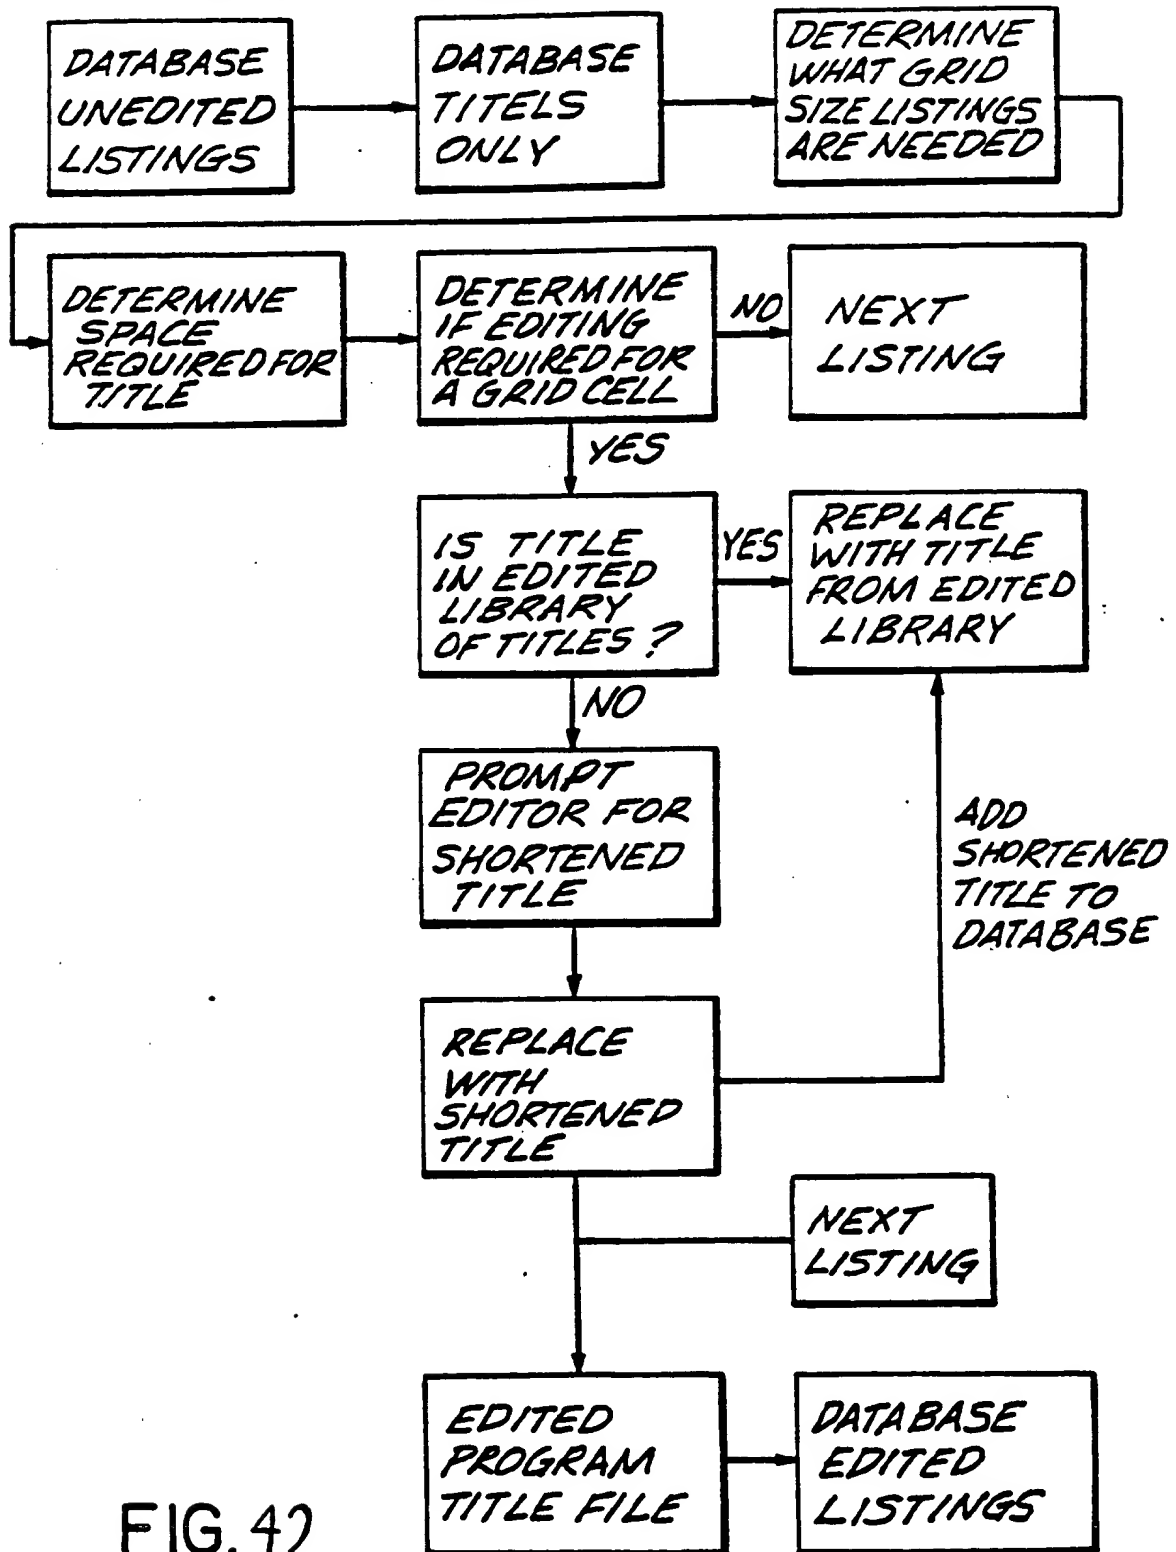 DATABASE
UNEDITED
LISTINGS
DATABASE
TITELS
ONLY
DETERMINE
WHAT GRID
SIZE LISTINGS
ARE NEEDED
DETERMINE
SPACE
REQUIRED FOR
TITLE
DETERMINE
IF EDITING
REQUIRED FOR
A GRID CELL
NO
NEXT
LISTING
YES
IS TITLE
IN EDITED
LIBRARY
OF TITLES?
YES
REPLACE
WITH TITLE
FROM EDITED
LIBRARY
NO
PROMPT
EDITOR FOR
SHORTENED
TITLE
ADD
SHORTENED
TITLE TO
DATABASE
REPLACE
WITH
SHORTENED
TITLE
NEXT
LISTING
EDITED
PROGRAM
TITLE FILE
DATABASE
EDITED
LISTINGS
FIG. 42